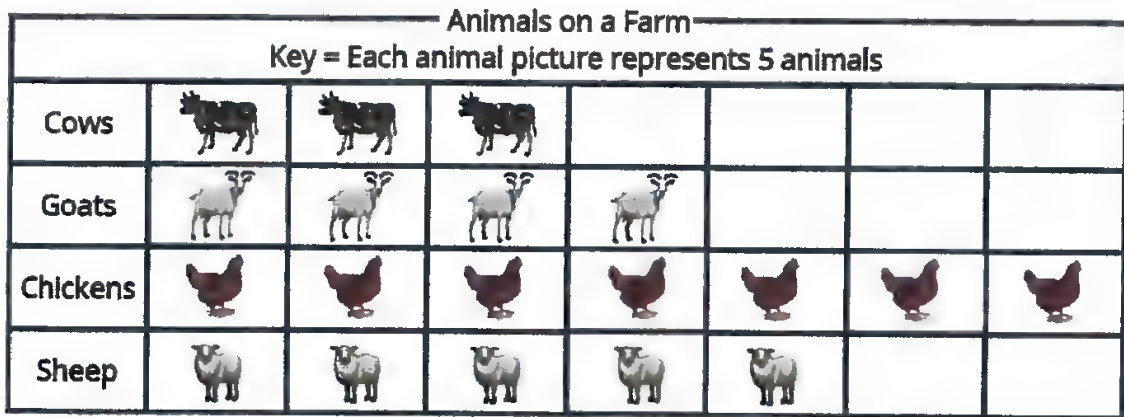 Animals on a Farm
Key = Each animal picture represents 5 animals
Cows
Goats
Chickens
Sheep